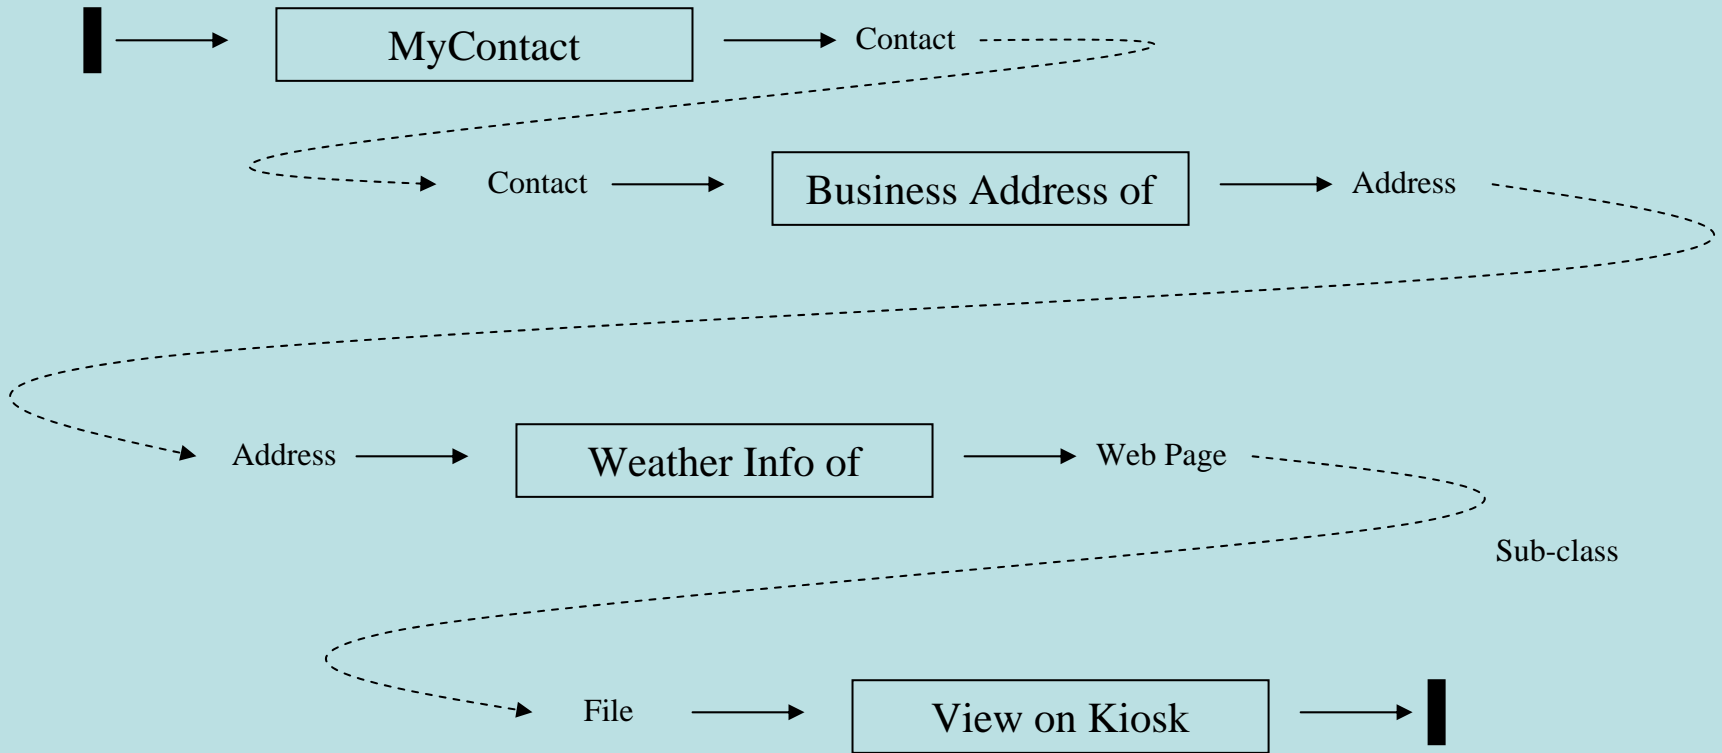 MyContact
Contact
Contact
Business Address of
Address
Address
Weather Info of
Web Page
Sub-class
File
View on Kiosk